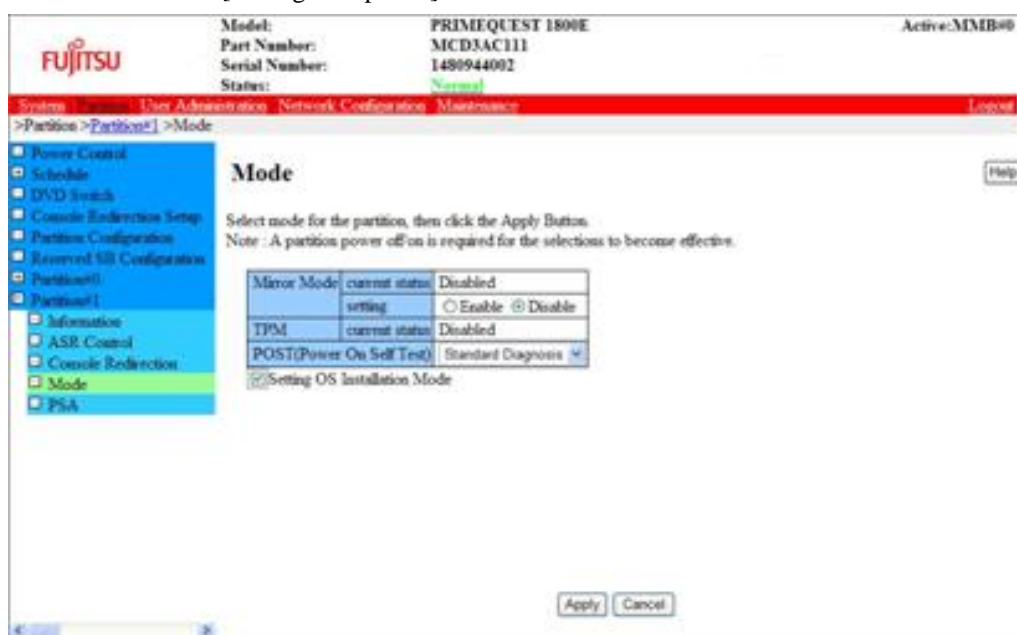 Model: PRIMEQUEST 1800E Active:MMB#0
Part Number: MCD3AC111
Serial Number: 1480944002
Status: Normal
FUJITSU
System Partition User Administration Network Configuration Maintenance Logout
>Partition >Partition#1 >Mode
Power Control
Schedule
DVD Switch
Console Redirection Setup
Partition Configuration
Reserved SB Configuration
Partition#0
Partition#1
Information
ASR Control
Console Redirection
Mode
PSA
Mode
Help
Select mode for the partition, then click the Apply Button.
Note : A partition power off/on is required for the selections to become effective.
Mirror Mode current status Disabled
setting Enable Disable
TPM current status Disabled
POST(Power On Self Test) Standard Diagnosis
Setting OS Installation Mode
Apply Cancel